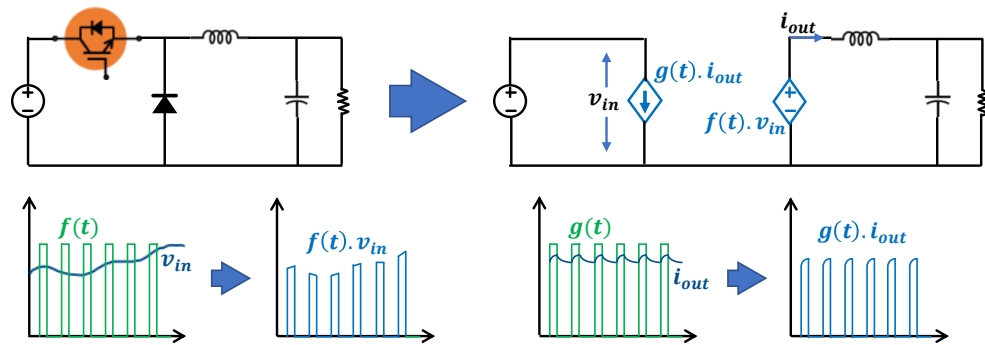 i_out
g(t).i_out
v_in
f(t).v_in
f(t)
v_in
f(t).v_in
g(t)
i_out
g(t).i_out